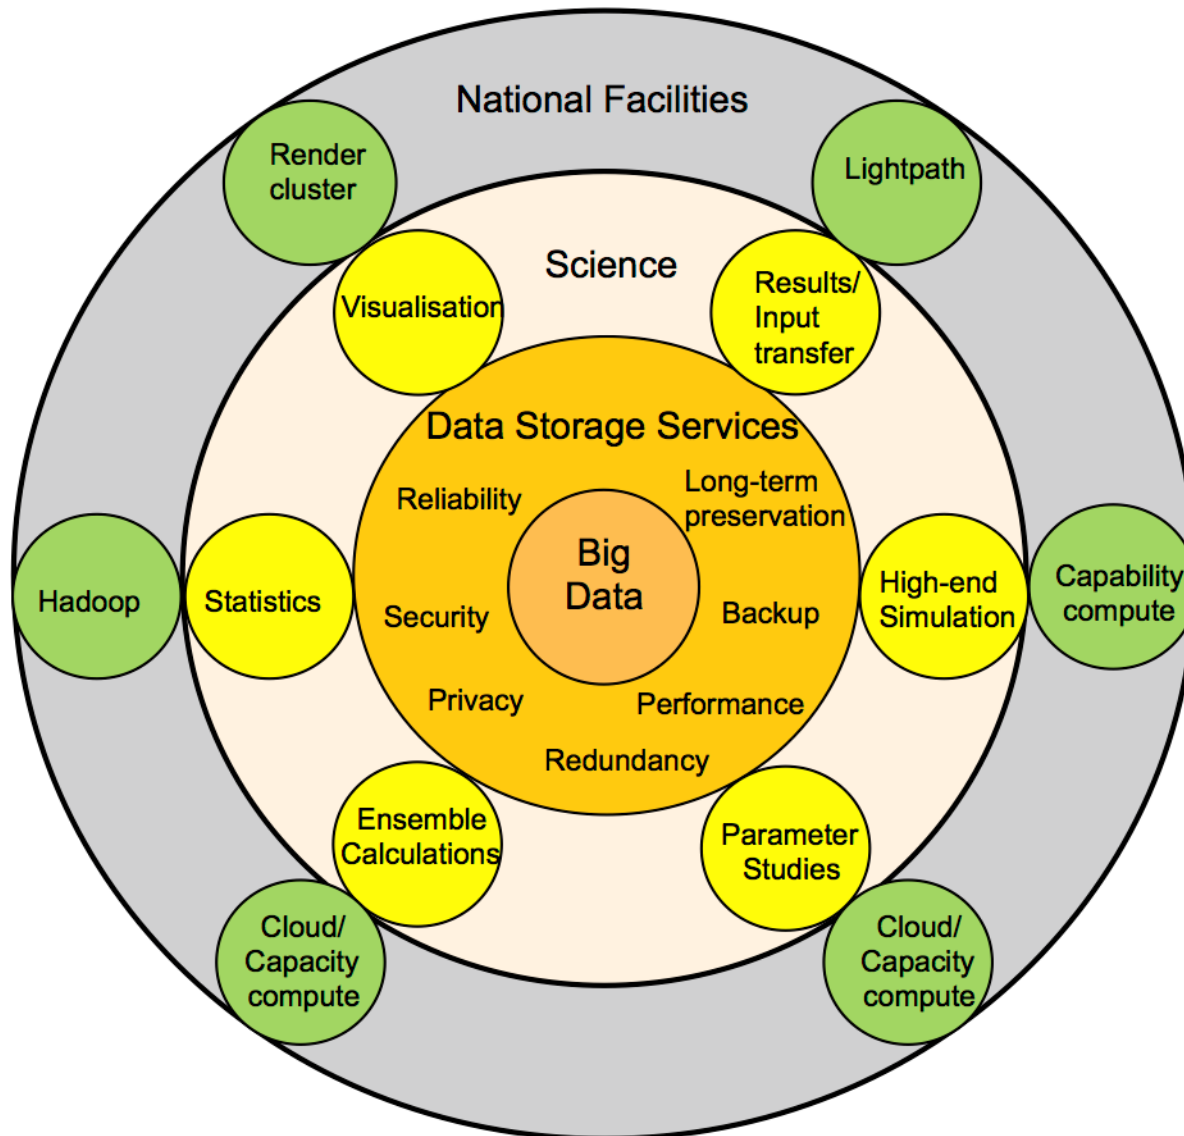 National Facilities
Render
cluster
Lightpath
Science
Visualisation
Results/
Input
transfer
Data Storage Services
Reliability
Long-term
preservation
Big
Data
Hadoop
Statistics
Security
Backup
High-end
Simulation
Capability
compute
Privacy
Performance
Redundancy
Ensemble
Calculations
Parameter
Studies
Cloud/
Capacity
compute
Cloud/
Capacity
compute